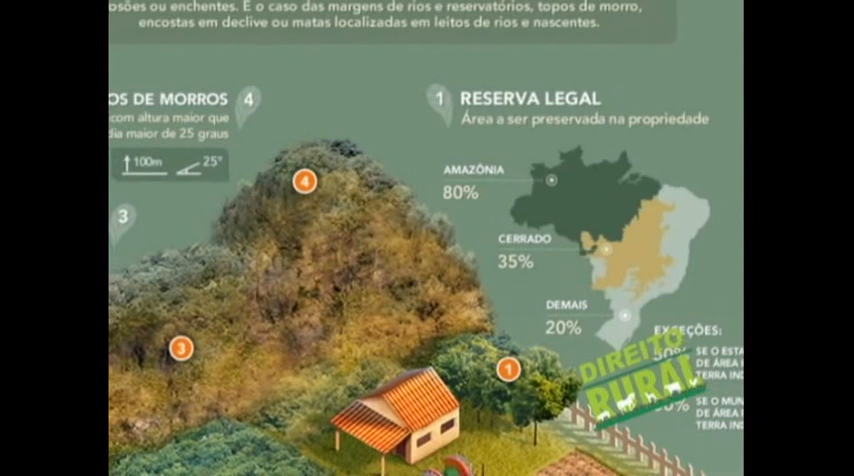 osões ou enchentes. É o caso das margens de rios e reservatórios, topos de morro,
encostas em declive ou matas localizadas em leitos de rios e nascentes.
OS DE MORROS 4
com altura maior que
dia maior de 25 graus
100m 25°
3
1 RESERVA LEGAL
Área a ser preservada na propriedade
AMAZÔNIA
80%
CERRADO
35%
DEMAIS
20%
4
3
1
EXCEÇÕES:
50% SE O ESTA
DE ÁREA
TERRA IND
SE O MUN
DE ÁREA
TERRA IND
DIREITO
RURAL